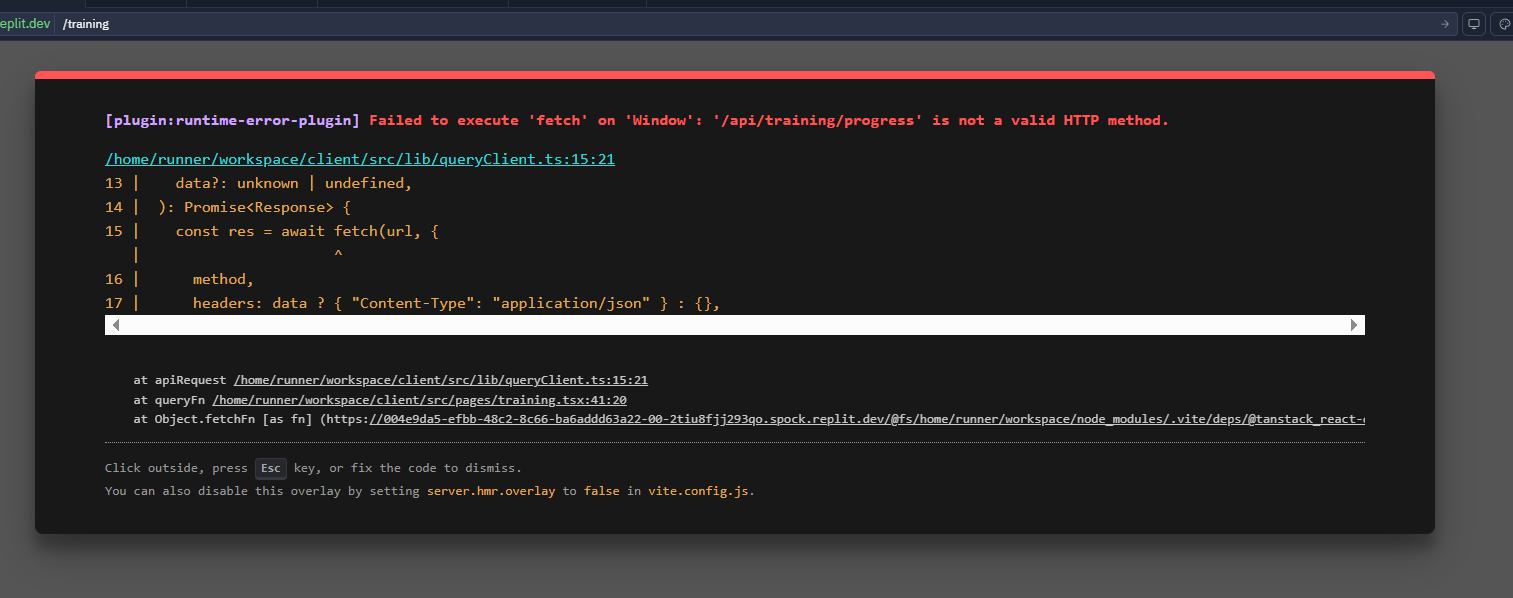 eplit.dev /training
[plugin:runtime-error-plugin] Failed to execute 'fetch' on 'Window': '/api/training/progress' is not a valid HTTP method.
/home/runner/workspace/client/src/lib/queryClient.ts:15:21
13 |    data?: unknown | undefined,
14 |  ): Promise<Response> {
15 |    const res = await fetch(url, {
   |                      ^
16 |      method,
17 |      headers: data ? { "Content-Type": "application/json" } : {},
at apiRequest /home/runner/workspace/client/src/lib/queryClient.ts:15:21
at queryFn /home/runner/workspace/client/src/pages/training.tsx:41:20
at Object.fetchFn [as fn] (https://004e9da5-efbb-48c2-8c66-ba6addd63a22-00-2tiu8fjj293qo.spock.replit.dev/@fs/home/runner/workspace/node_modules/.vite/deps/@tanstack_react-
Click outside, press Esc key, or fix the code to dismiss.
You can also disable this overlay by setting server.hmr.overlay to false in vite.config.js.